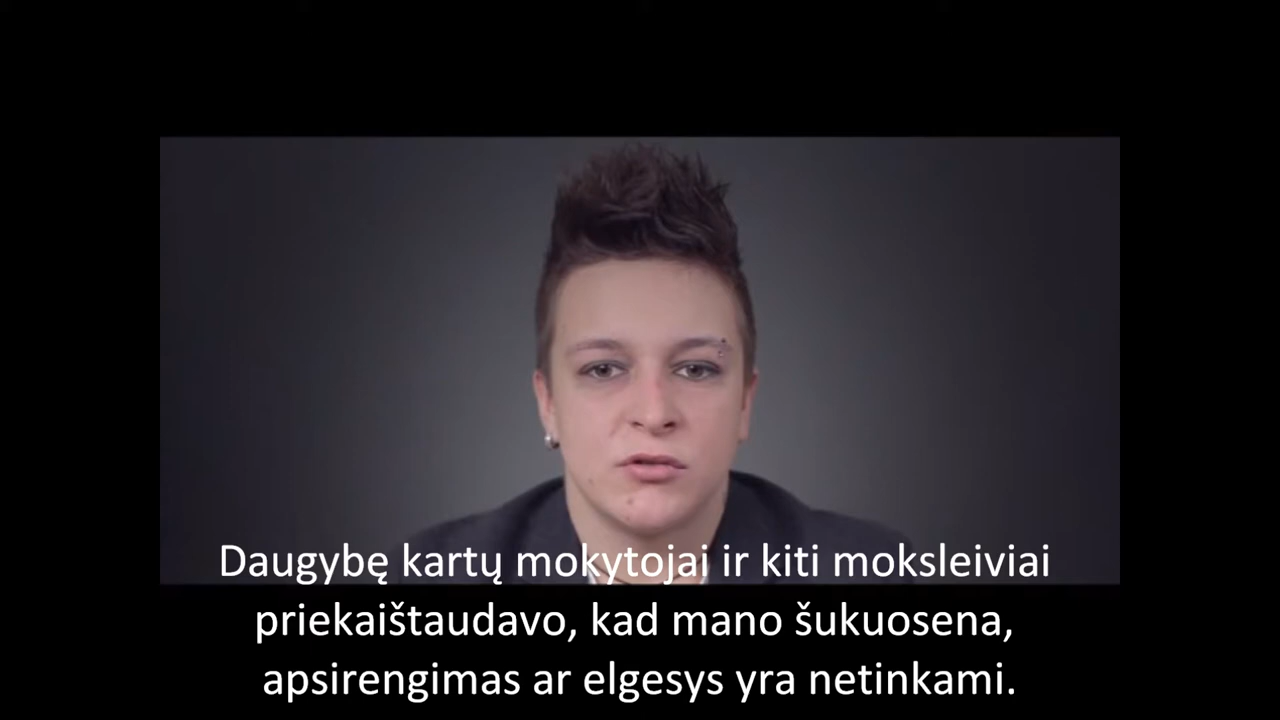 Daugybę kartų mokytojai ir kiti moksleiviai
priekaištaudavo, kad mano šukuosena,
apsirengimas ar elgesys yra netinkami.